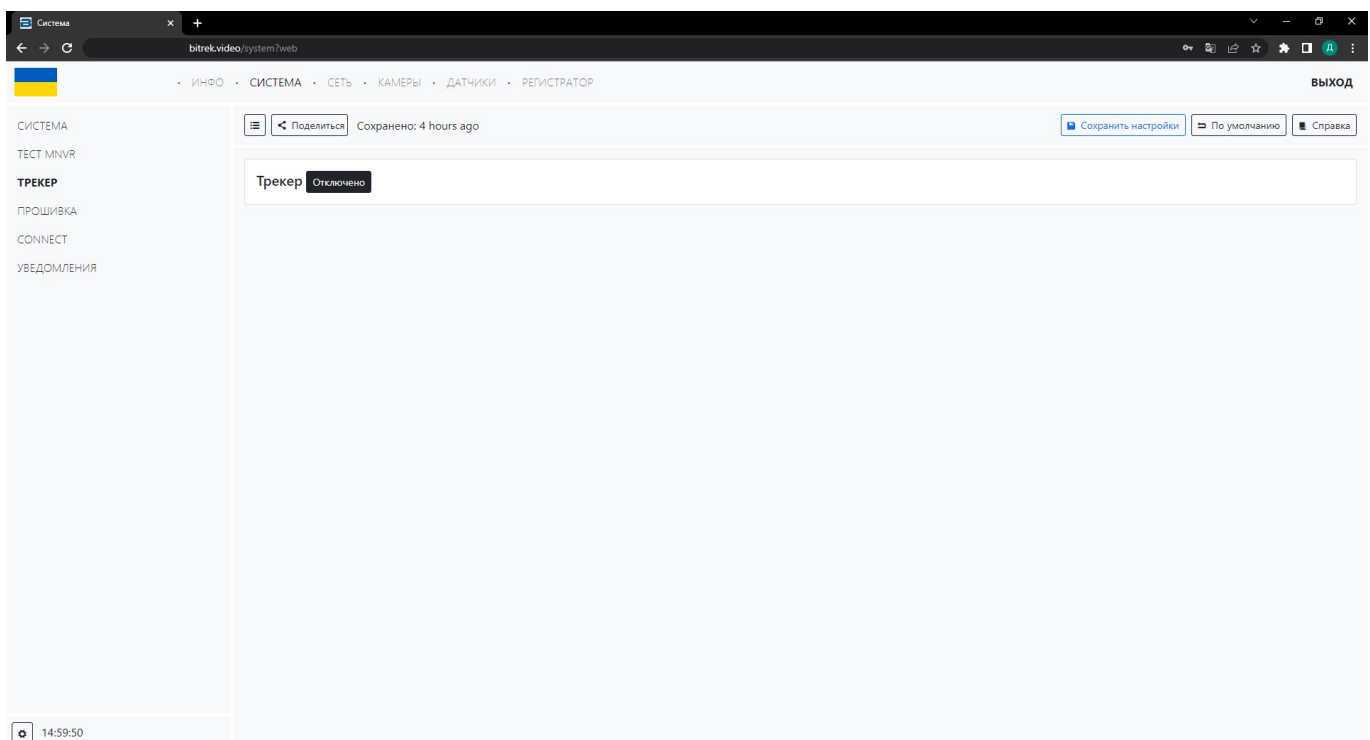 Система
bitrek.video/system?web
Д
• ИНФО • СИСТЕМА • СЕТЬ • КАМЕРЫ • ДАТЧИКИ • РЕГИСТРАТОР
ВЫХОД
СИСТЕМА
ТЕСТ MNVR
ТРЕКЕР
ПРОШИВКА
CONNECT
УВЕДОМЛЕНИЯ
Поделиться Сохранено: 4 hours ago
Сохранить настройки По умолчанию Справка
Трекер Отключено
14:59:50